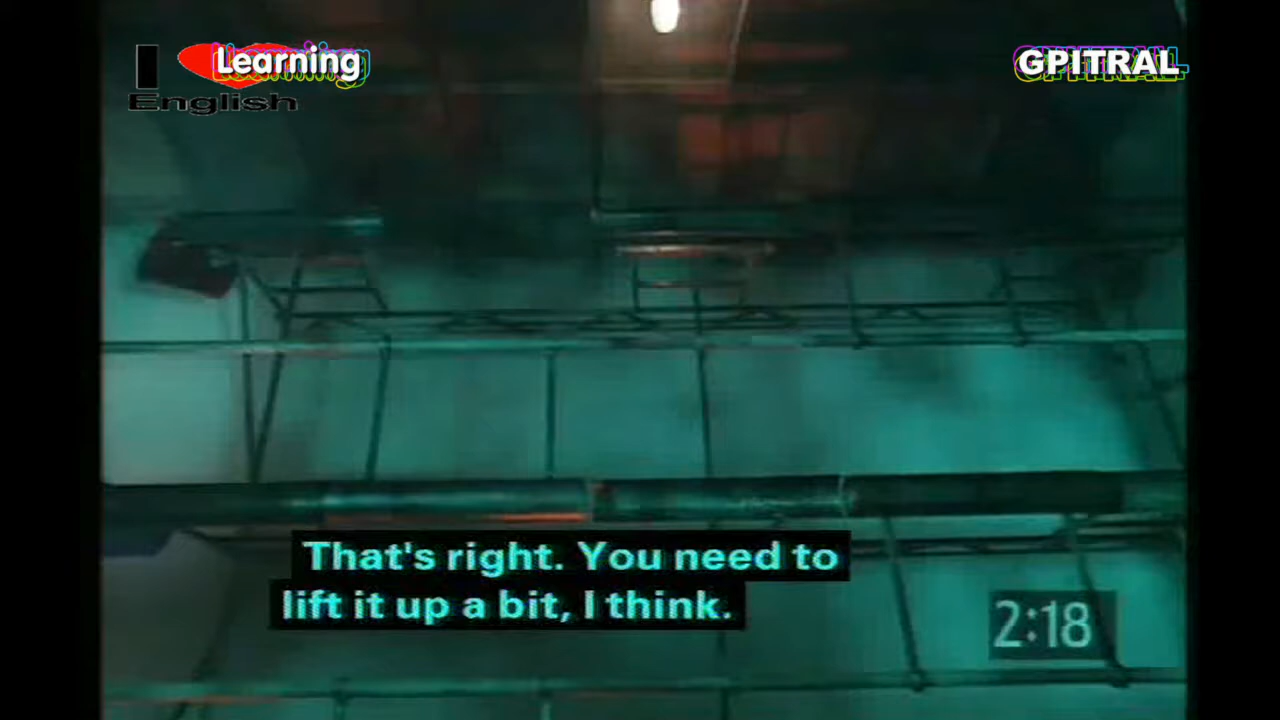 I Learning
English
GPITRAL
That's right. You need to
lift it up a bit, I think.
2:18